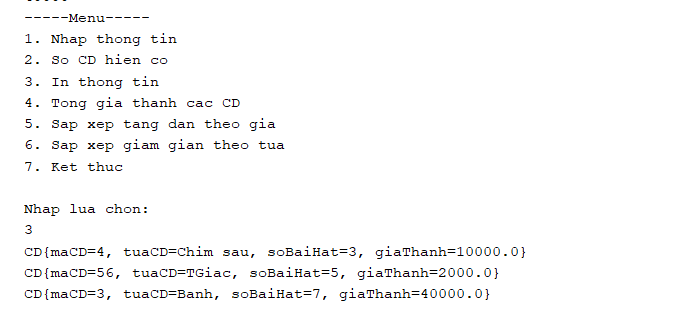 -----Menu-----
1. Nhap thong tin
2. So CD hien co
3. In thong tin
4. Tong gia thanh cac CD
5. Sap xep tang dan theo gia
6. Sap xep giam gian theo tua
7. Ket thuc
Nhap lua chon:
3
CD{maCD=4, tuaCD=Chim sau, soBaiHat=3, giaThanh=10000.0}
CD{maCD=56, tuaCD=TGiac, soBaiHat=5, giaThanh=2000.0}
CD{maCD=3, tuaCD=Banh, soBaiHat=7, giaThanh=40000.0}